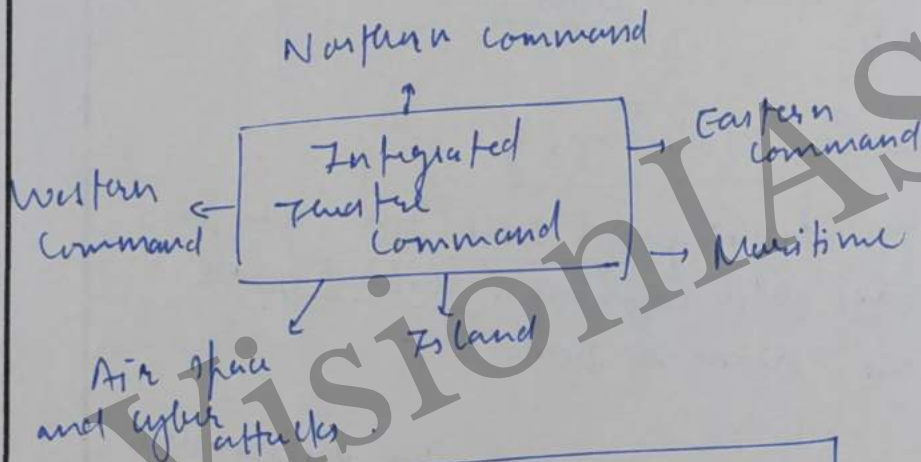 Northern command
Integrated
Theatre
Command
Eastern
command
Western
Command
Maritime
Island
Air space
and cyber
attacks.
VisionIAS